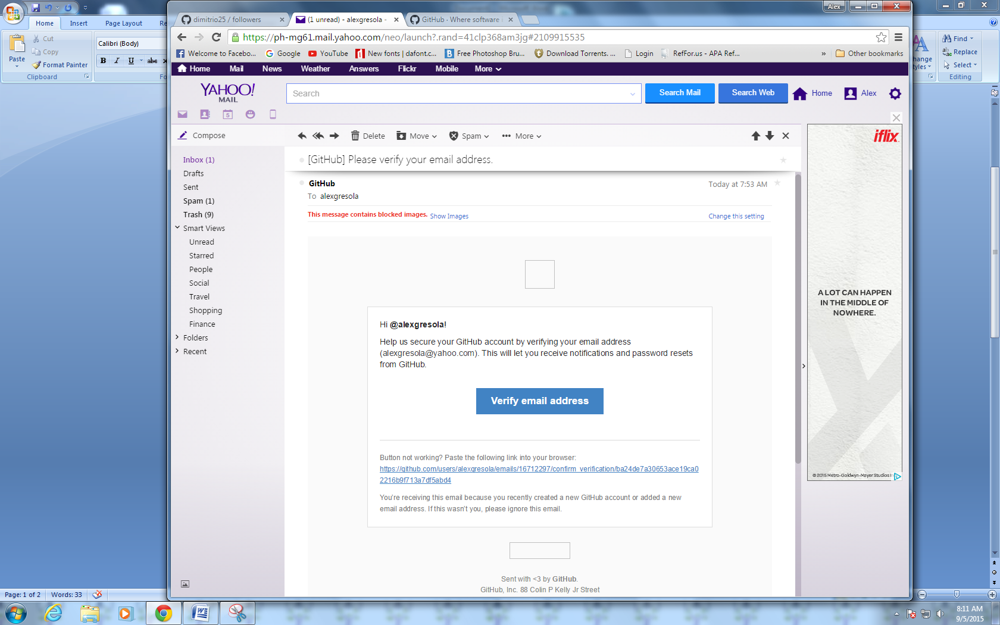 Alex
Home
Insert
Page Layout
Re
dimitrio25 / followers
(1 unread) - alexgresola -
GitHub · Where software i
https://ph-mg61.mail.yahoo.com/neo/launch?.rand=41clp368am3jg#2109915535
Paste
Cut
Copy
Format Painter
Clipboard
Calibri (Body)
B I U abc
Fo
Find
Replace
Select
Editing
Welcome to Facebo...
Google
YouTube
New fonts | dafont.c...
Free Photoshop Bru...
Download Torrents. ...
Login
RefFor.us - APA Ref...
»
Other bookmarks
Home
Mail
News
Weather
Answers
Flickr
Mobile
More
YAHOO!
MAIL
Search
Search Mail
Search Web
Home
Alex
5
Compose
Delete
Move
Spam
More
Inbox (1)
Drafts
Sent
Spam (1)
Trash (9)
Smart Views
Unread
Starred
People
Social
Travel
Shopping
Finance
Folders
Recent
[GitHub] Please verify your email address.
GitHub
Today at 7:53 AM
To alexgresola
This message contains blocked images. Show Images
Change this setting
Hi @alexgresola!
Help us secure your GitHub account by verifying your email address
(alexgresola@yahoo.com). This will let you receive notifications and password resets
from GitHub.
Verify email address
Button not working? Paste the following link into your browser:
https://github.com/users/alexgresola/emails/16712297/confirm_verification/ba24de7a30653ace19ca0
2216b9f713a7df5abd4
You're receiving this email because you recently created a new GitHub account or added a new
email address. If this wasn't you, please ignore this email.
Sent with <3 by GitHub.
GitHub, Inc. 88 Colin P Kelly Jr Street
iflix
A LOT CAN HAPPEN
IN THE MIDDLE OF
NOWHERE.
© 2015 Metro-Goldwyn-Mayer Studios
Page: 1 of 2
Words: 33
8:11 AM
9/5/2015